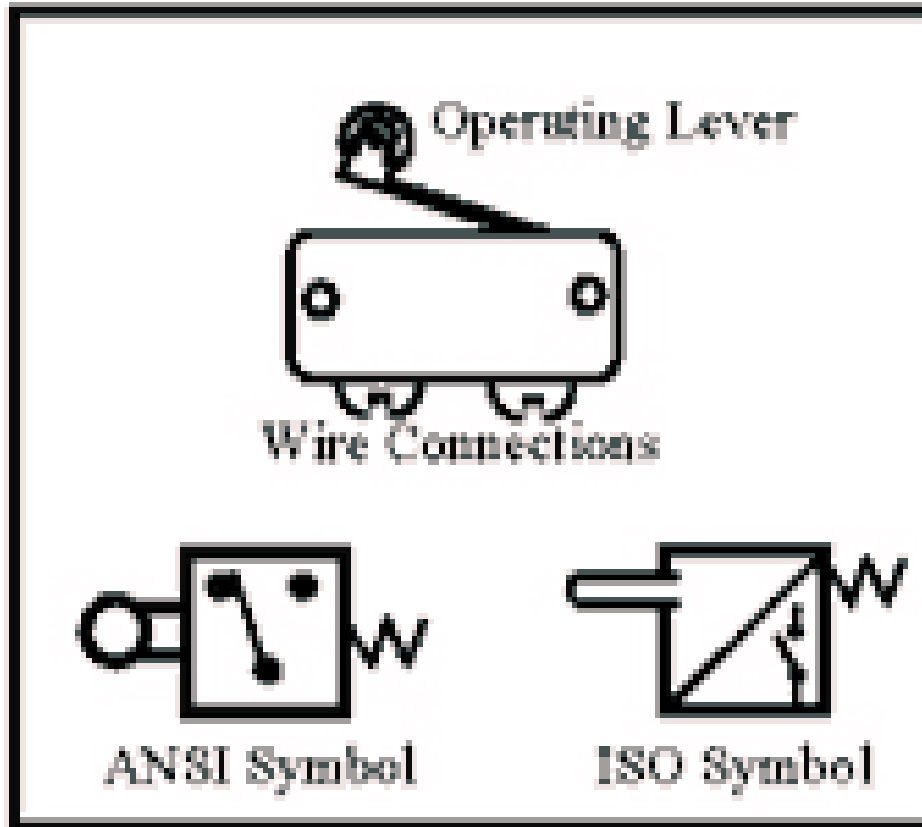 Operating Lever
Wire Connections
ANSI Symbol
ISO Symbol